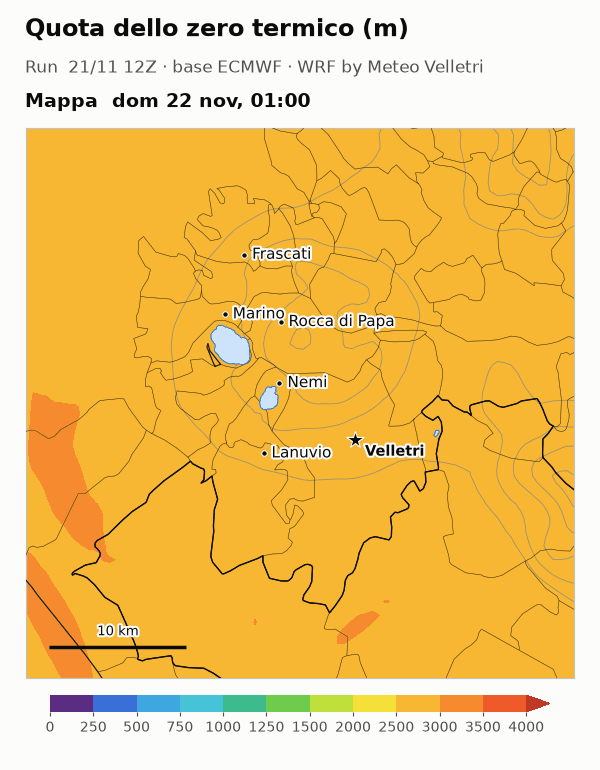 Quota dello zero termico (m)
Run  21/11 12Z · base ECMWF · WRF by Meteo Velletri
Mappa  dom 22 nov, 01:00
Frascati
Marino
Rocca di Papa
Nemi
Velletri
Lanuvio
10 km
0 250 500 750 1000 1250 1500 2000 2500 3000 3500 4000